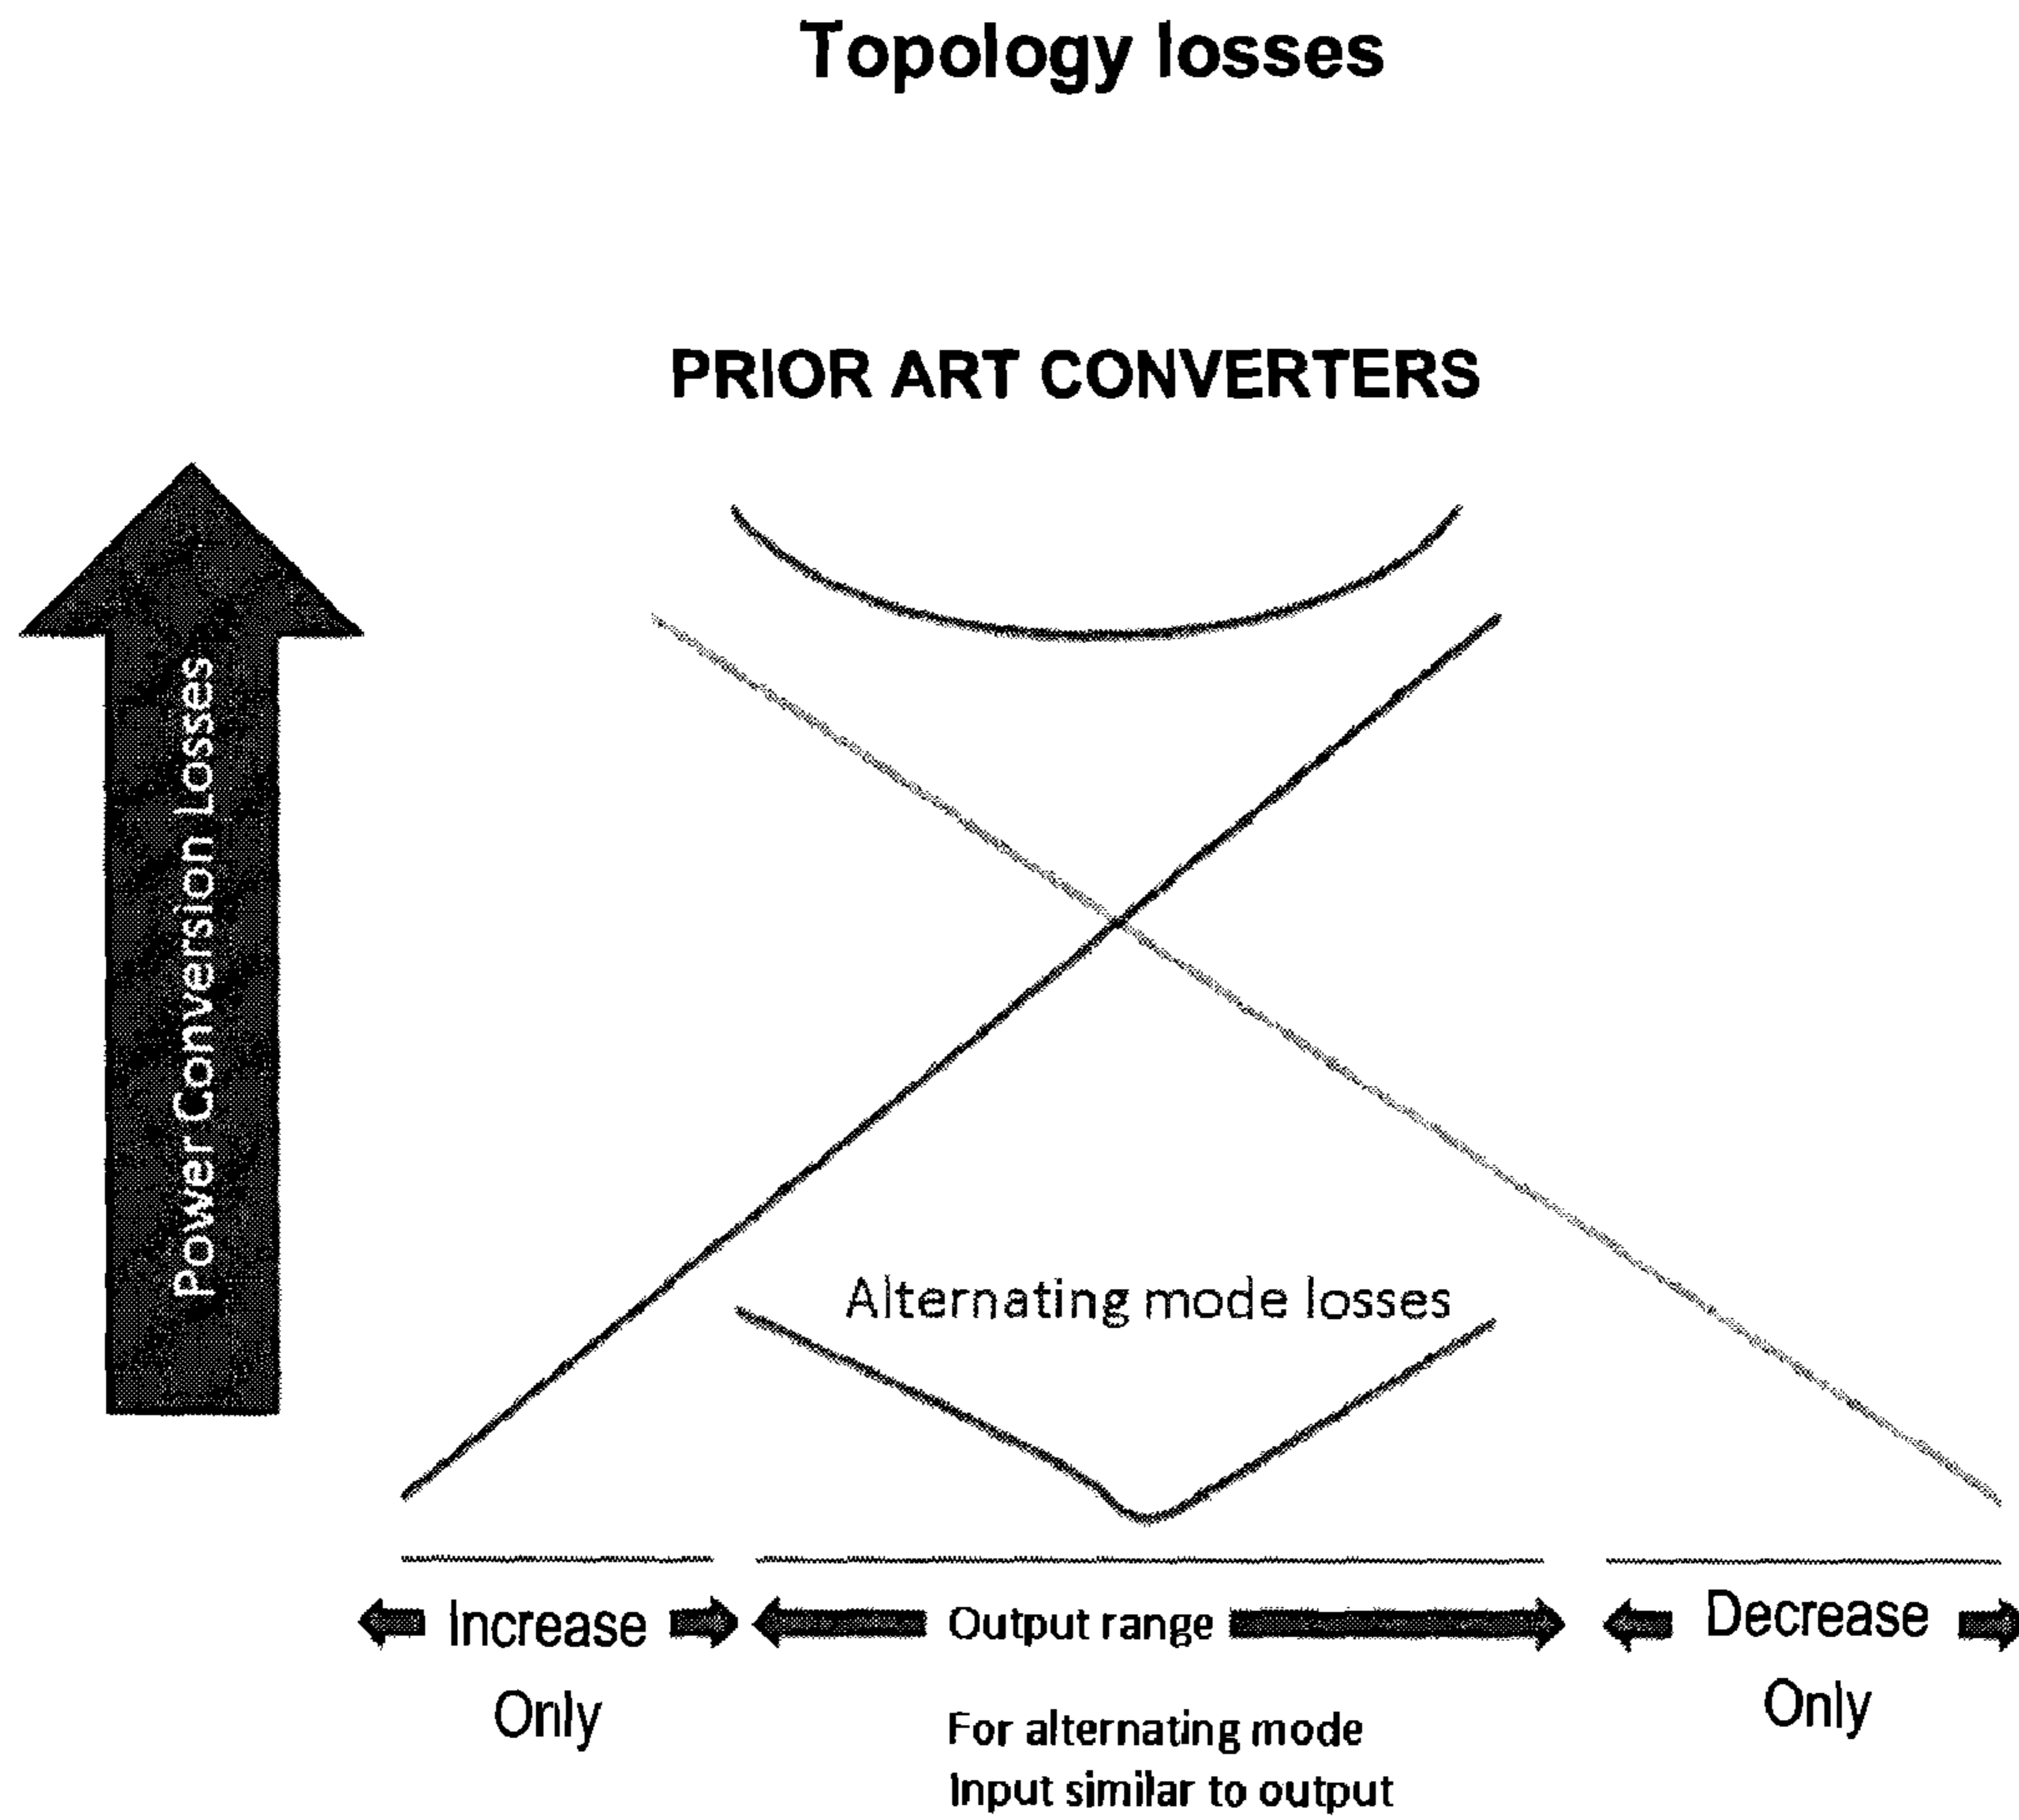 Topology losses
PRIOR ART CONVERTERS
Power Conversion Losses
Alternating mode losses
Increase
Only
Output range
For alternating mode
Input similar to output
Decrease
Only